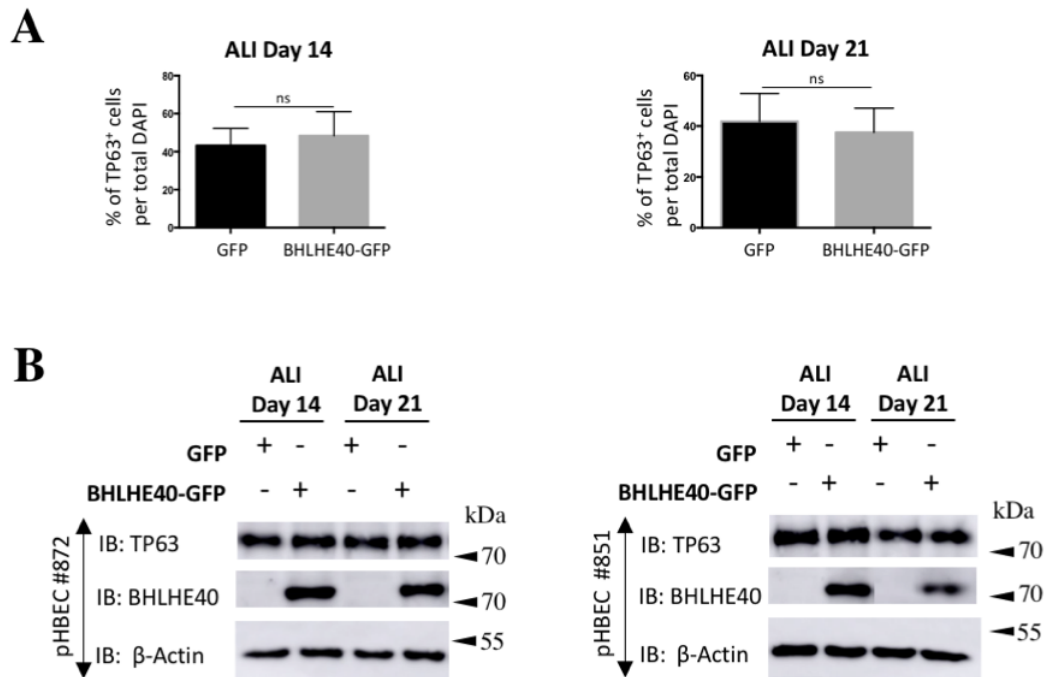 A
ALI Day 14
% of TP63⁺ cells
per total DAPI
80
60
40
20
0
ns
GFP
BHLHE40-GFP
ALI Day 21
% of TP63⁺ cells
per total DAPI
60
40
20
0
ns
GFP
BHLHE40-GFP
B
ALI ALI
Day 14 Day 21
GFP + - + -
BHLHE40-GFP - + - +
kDa
pHBEC #872
IB: TP63
70
IB: BHLHE40
70
55
IB: β-Actin
ALI ALI
Day 14 Day 21
GFP + - + -
BHLHE40-GFP - + - +
kDa
pHBEC #851
IB: TP63
70
IB: BHLHE40
70
55
IB: β-Actin